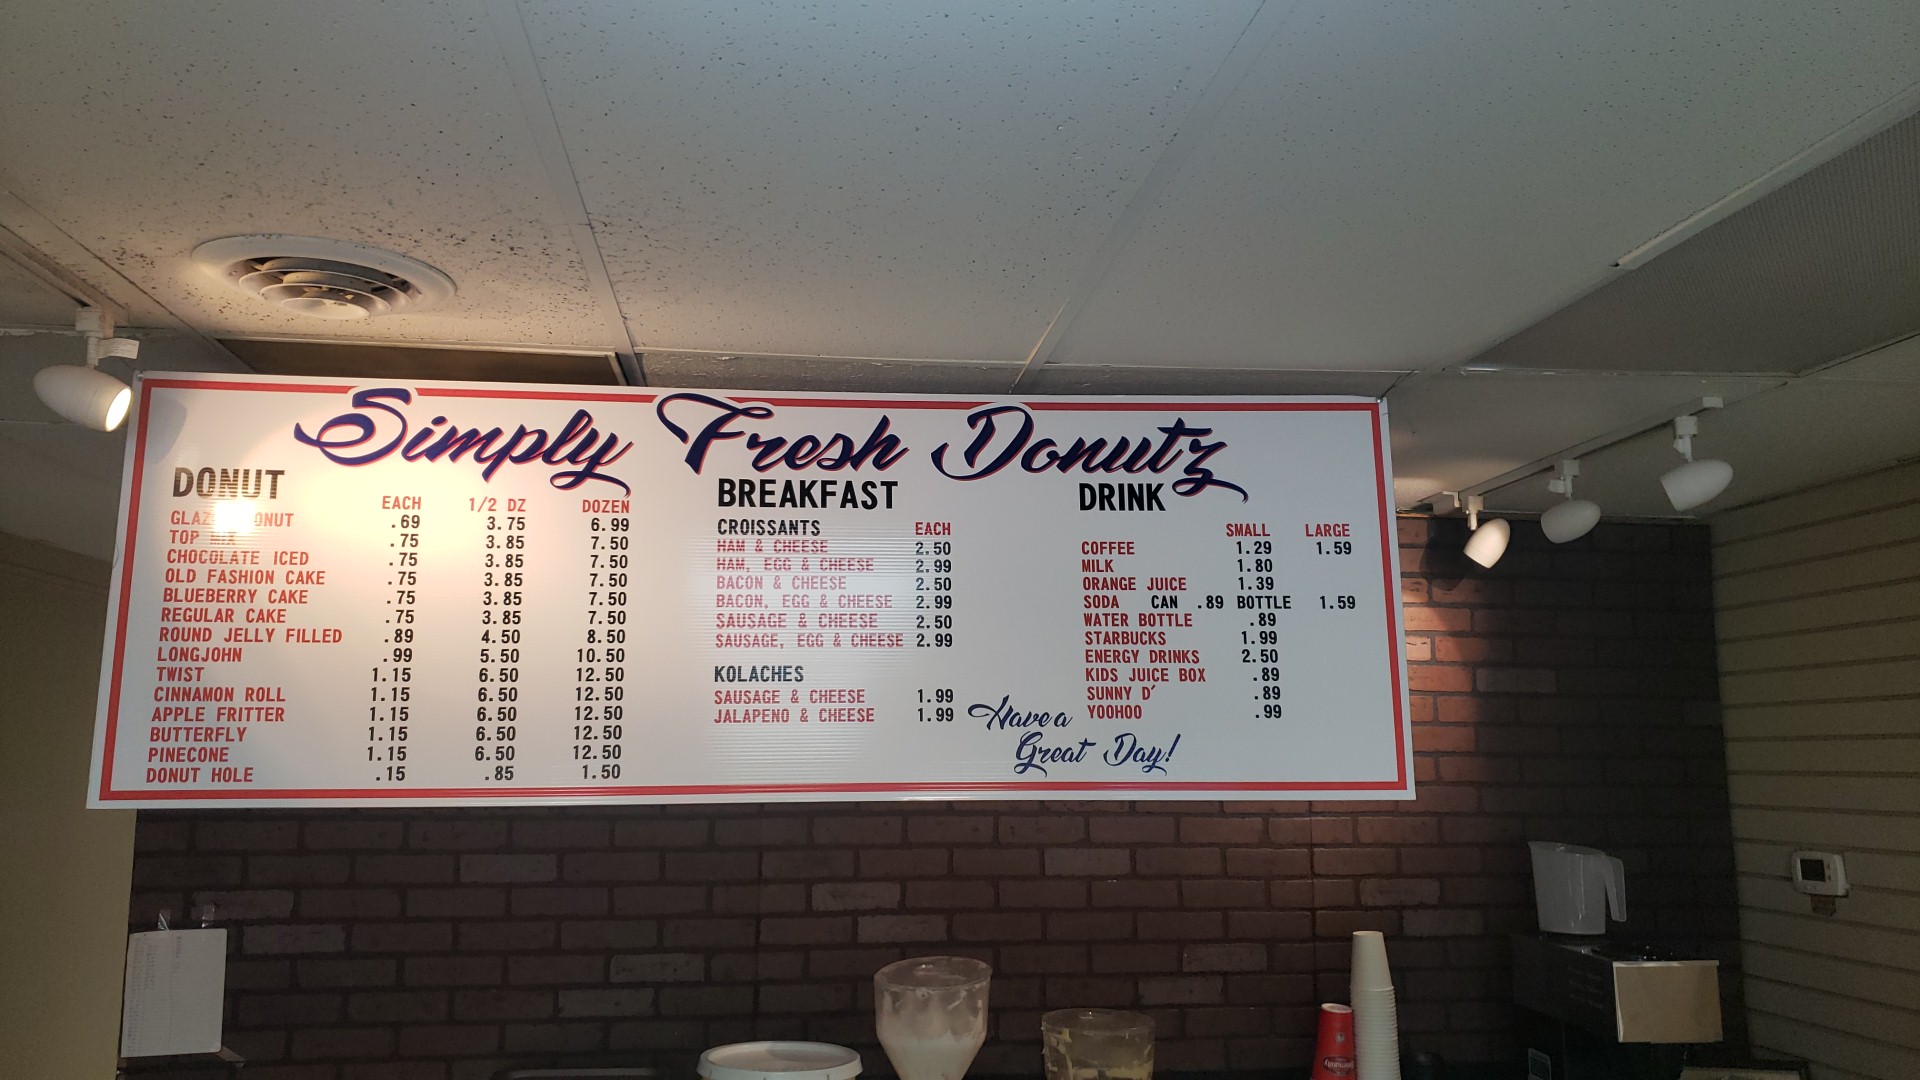 Simply Fresh Donutz
DONUT
EACH 1/2 DZ DOZEN
GLAZ DONUT .69 3.75 6.99
TOP MIX .75 3.85 7.50
CHOCOLATE ICED .75 3.85 7.50
OLD FASHION CAKE .75 3.85 7.50
BLUEBERRY CAKE .75 3.85 7.50
REGULAR CAKE .75 3.85 7.50
ROUND JELLY FILLED .89 4.50 8.50
LONGJOHN .99 5.50 10.50
TWIST 1.15 6.50 12.50
CINNAMON ROLL 1.15 6.50 12.50
APPLE FRITTER 1.15 6.50 12.50
BUTTERFLY 1.15 6.50 12.50
PINECONE 1.15 6.50 12.50
DONUT HOLE .15 .85 1.50
BREAKFAST
CROISSANTS EACH
HAM & CHEESE 2.50
HAM, EGG & CHEESE 2.99
BACON & CHEESE 2.50
BACON, EGG & CHEESE 2.99
SAUSAGE & CHEESE 2.50
SAUSAGE, EGG & CHEESE 2.99
KOLACHES
SAUSAGE & CHEESE 1.99
JALAPENO & CHEESE 1.99
DRINK
SMALL LARGE
COFFEE 1.29 1.59
MILK 1.80
ORANGE JUICE 1.39
SODA CAN .89 BOTTLE 1.59
WATER BOTTLE .89
STARBUCKS 1.99
ENERGY DRINKS 2.50
KIDS JUICE BOX .89
SUNNY D' .89
YOOHOO .99
Have a
Great Day!